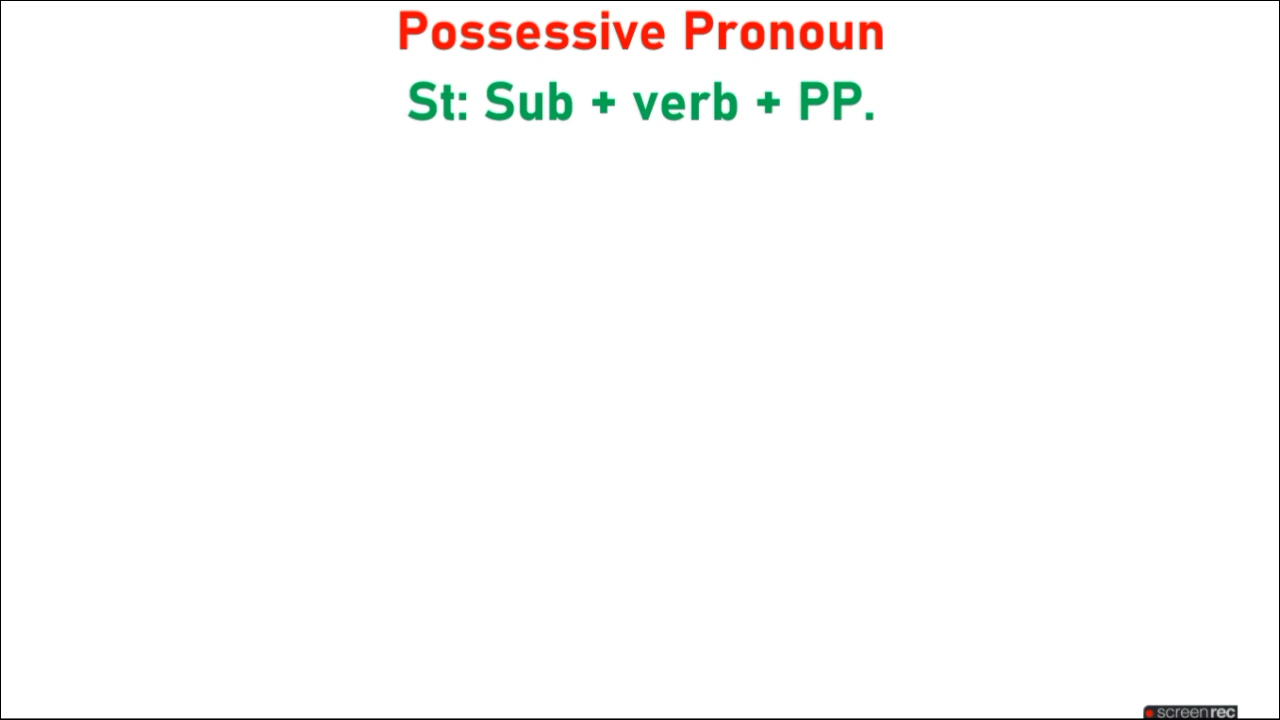 Possessive Pronoun
St: Sub + verb + PP.
screenrec